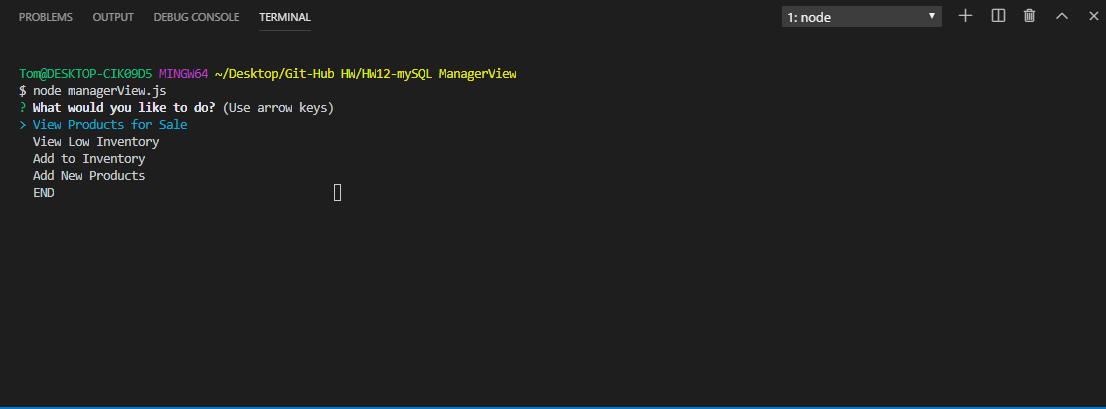 PROBLEMS OUTPUT DEBUG CONSOLE TERMINAL 1: node
Tom@DESKTOP-CIK09D5 MINGW64 ~/Desktop/Git-Hub HW/HW12-mySQL ManagerView
$ node managerView.js
? What would you like to do? (Use arrow keys)
> View Products for Sale
View Low Inventory
Add to Inventory
Add New Products
END